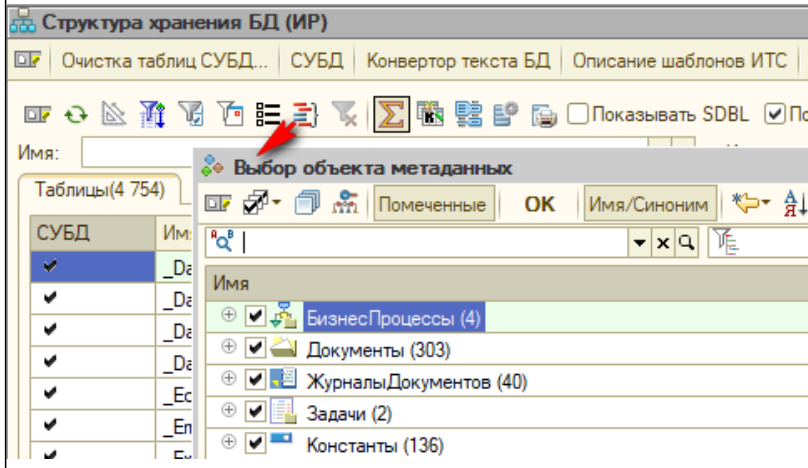 Структура хранения БД (ИР)
Очистка таблиц СУБД... СУБД Конвертор текста БД Описание шаблонов ИТС
Показывать SDBL
Имя:
Выбор объекта метаданных
Таблицы(4 754)
Помеченные ОК Имя/Синоним
СУБД
Имя
БизнесПроцессы (4)
Документы (303)
ЖурналыДокументов (40)
Задачи (2)
Константы (136)